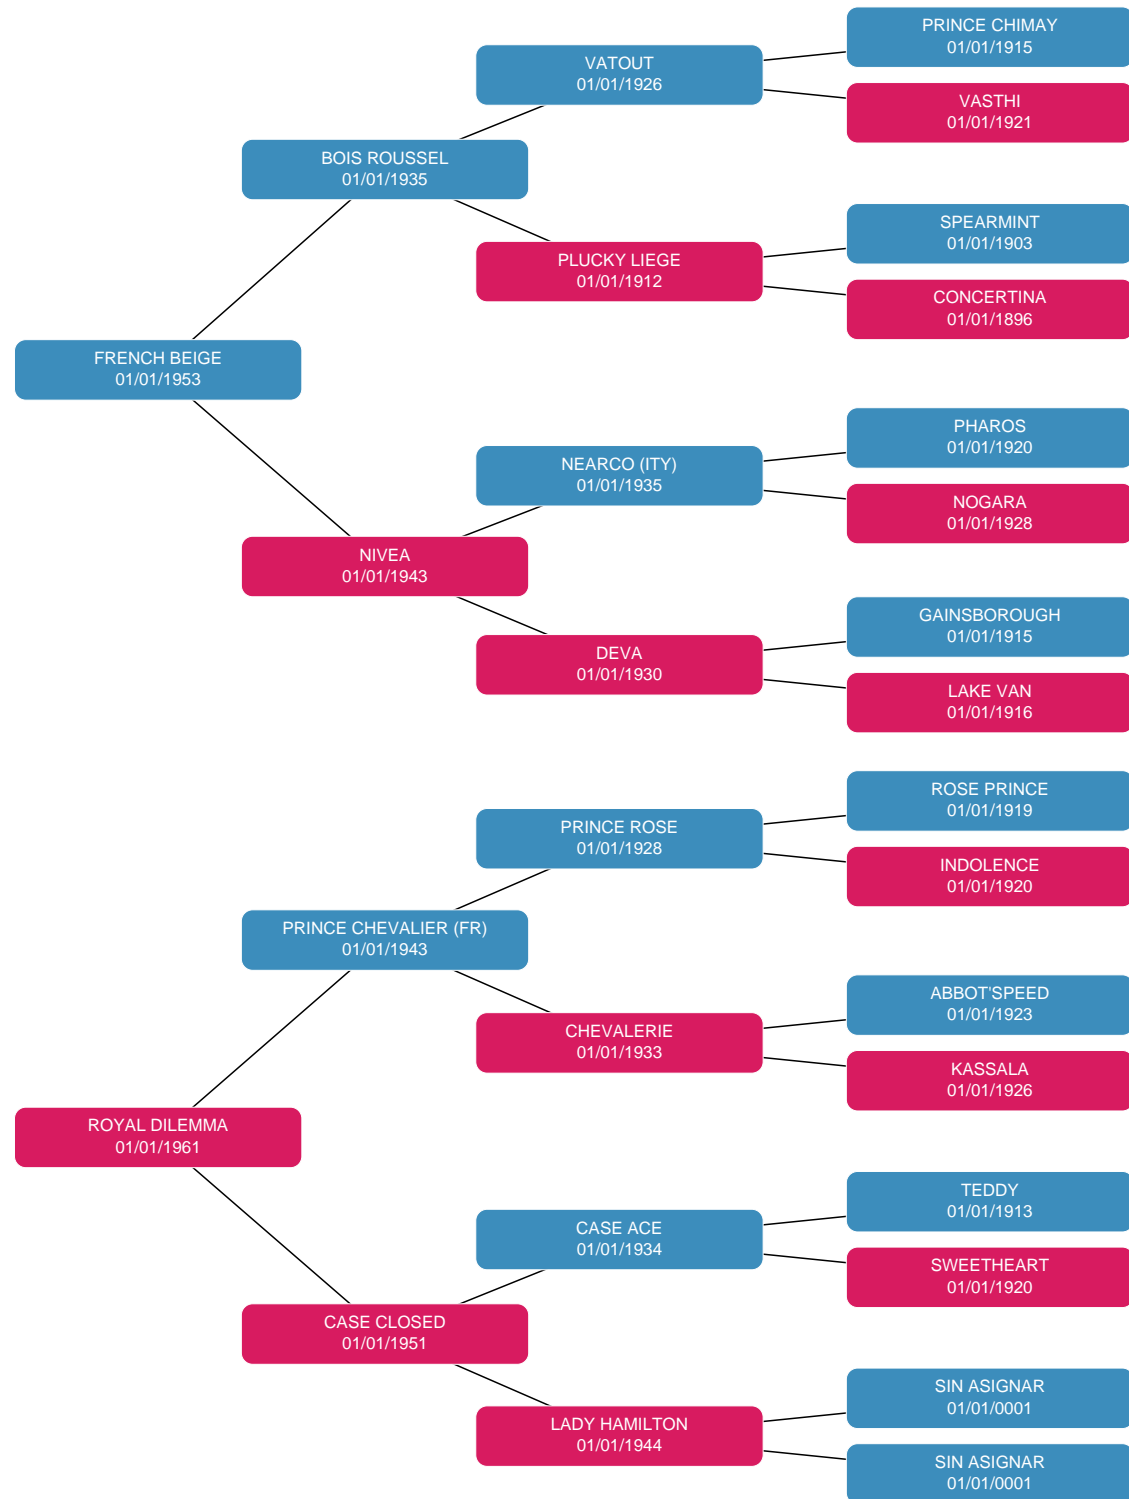 PRINCE CHIMAY
01/01/1915
VATOUT
01/01/1926
VASTHI
01/01/1921
BOIS ROUSSEL
01/01/1935
SPEARMINT
01/01/1903
PLUCKY LIEGE
01/01/1912
CONCERTINA
01/01/1896
FRENCH BEIGE
01/01/1953
PHAROS
01/01/1920
NEARCO (ITY)
01/01/1935
NOGARA
01/01/1928
NIVEA
01/01/1943
GAINSBOROUGH
01/01/1915
DEVA
01/01/1930
LAKE VAN
01/01/1916
ROSE PRINCE
01/01/1919
PRINCE ROSE
01/01/1928
INDOLENCE
01/01/1920
PRINCE CHEVALIER (FR)
01/01/1943
ABBOT'SPEED
01/01/1923
CHEVALERIE
01/01/1933
KASSALA
01/01/1926
ROYAL DILEMMA
01/01/1961
TEDDY
01/01/1913
CASE ACE
01/01/1934
SWEETHEART
01/01/1920
CASE CLOSED
01/01/1951
SIN ASIGNAR
01/01/0001
LADY HAMILTON
01/01/1944
SIN ASIGNAR
01/01/0001